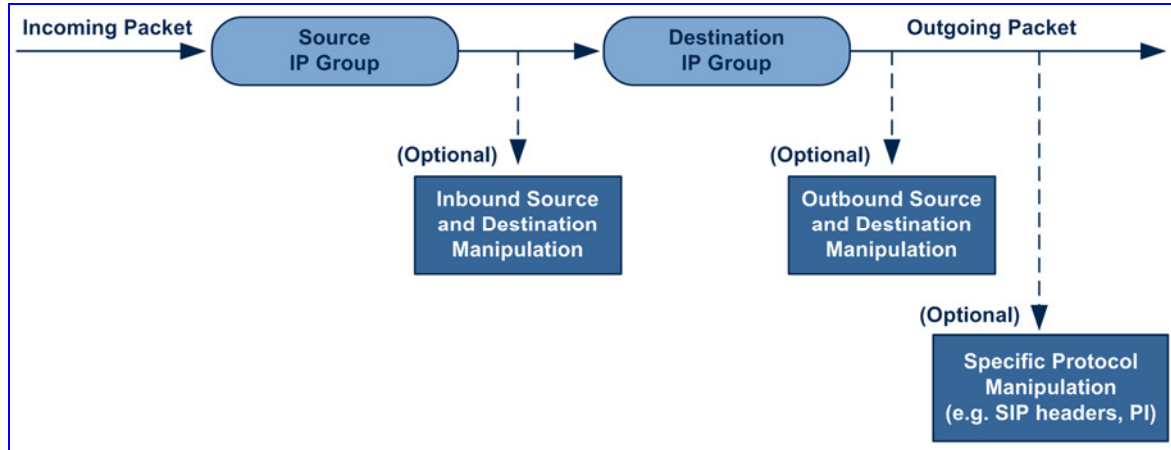 Incoming Packet
Source
IP Group
Destination
IP Group
Outgoing Packet
(Optional)
Inbound Source
and Destination
Manipulation
(Optional)
Outbound Source
and Destination
Manipulation
(Optional)
Specific Protocol
Manipulation
(e.g. SIP headers, PI)